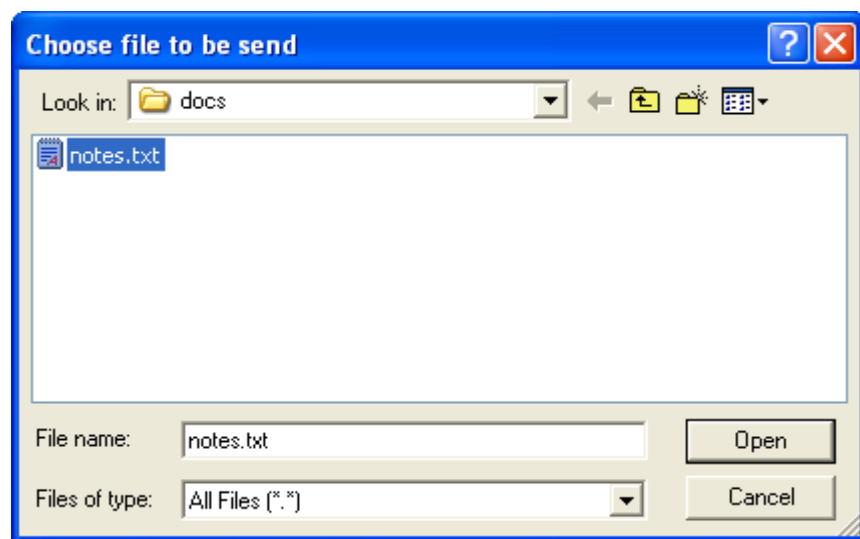 Choose file to be send
Look in: docs
notes.txt
File name: notes.txt Open
Files of type: All Files (*.*) Cancel